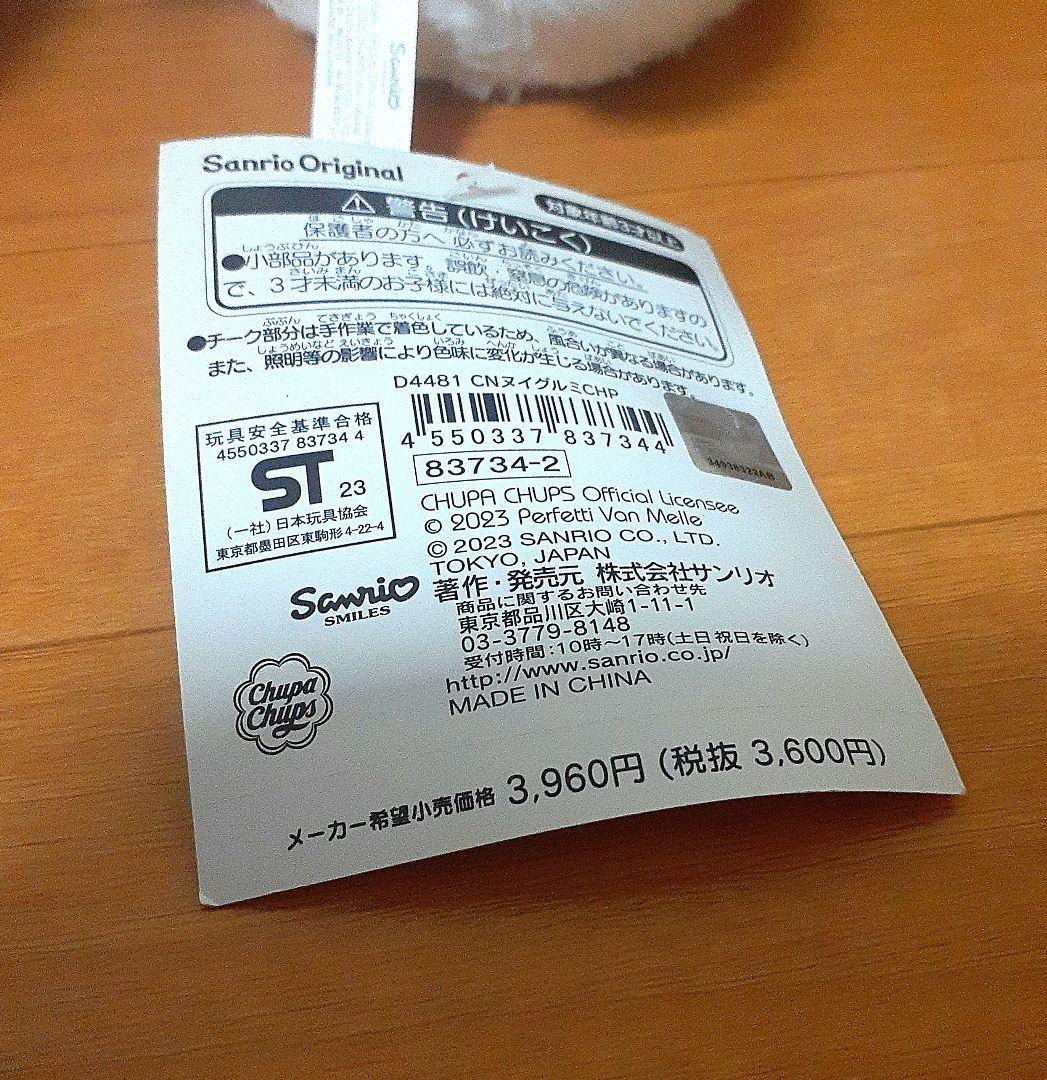 Sanrio
Sanrio Original
対象年齢3才以上
⚠ 警告(けいこく)
保護者の方へ 必ずお読みください。
●小部品があります。誤飲・窒息の危険がありますの
で、3才未満のお子様には絶対に与えないでください。
●チーク部分は手作業で着色しているため、風合いが異なる場合があります。
また、照明等の影響により色味に変化が生じる場合があります。
D4481 CNヌイグルミCHP
4 550337 837344
83734-2
34938322AB
玩具安全基準合格
4550337 83734 4
ST 23
(一社)日本玩具協会
東京都墨田区東駒形4-22-4
CHUPA CHUPS Official Licensee
© 2023 Perfetti Van Melle
© 2023 SANRIO CO., LTD.
TOKYO, JAPAN
著作・発売元 株式会社サンリオ
商品に関するお問い合わせ先
東京都品川区大崎1-11-1
03-3779-8148
受付時間:10時〜17時(土日祝日を除く)
http://www.sanrio.co.jp/
MADE IN CHINA
Sanrio
SMILES
Chupa
Chups
メーカー希望小売価格 3,960円 (税抜 3,600円)